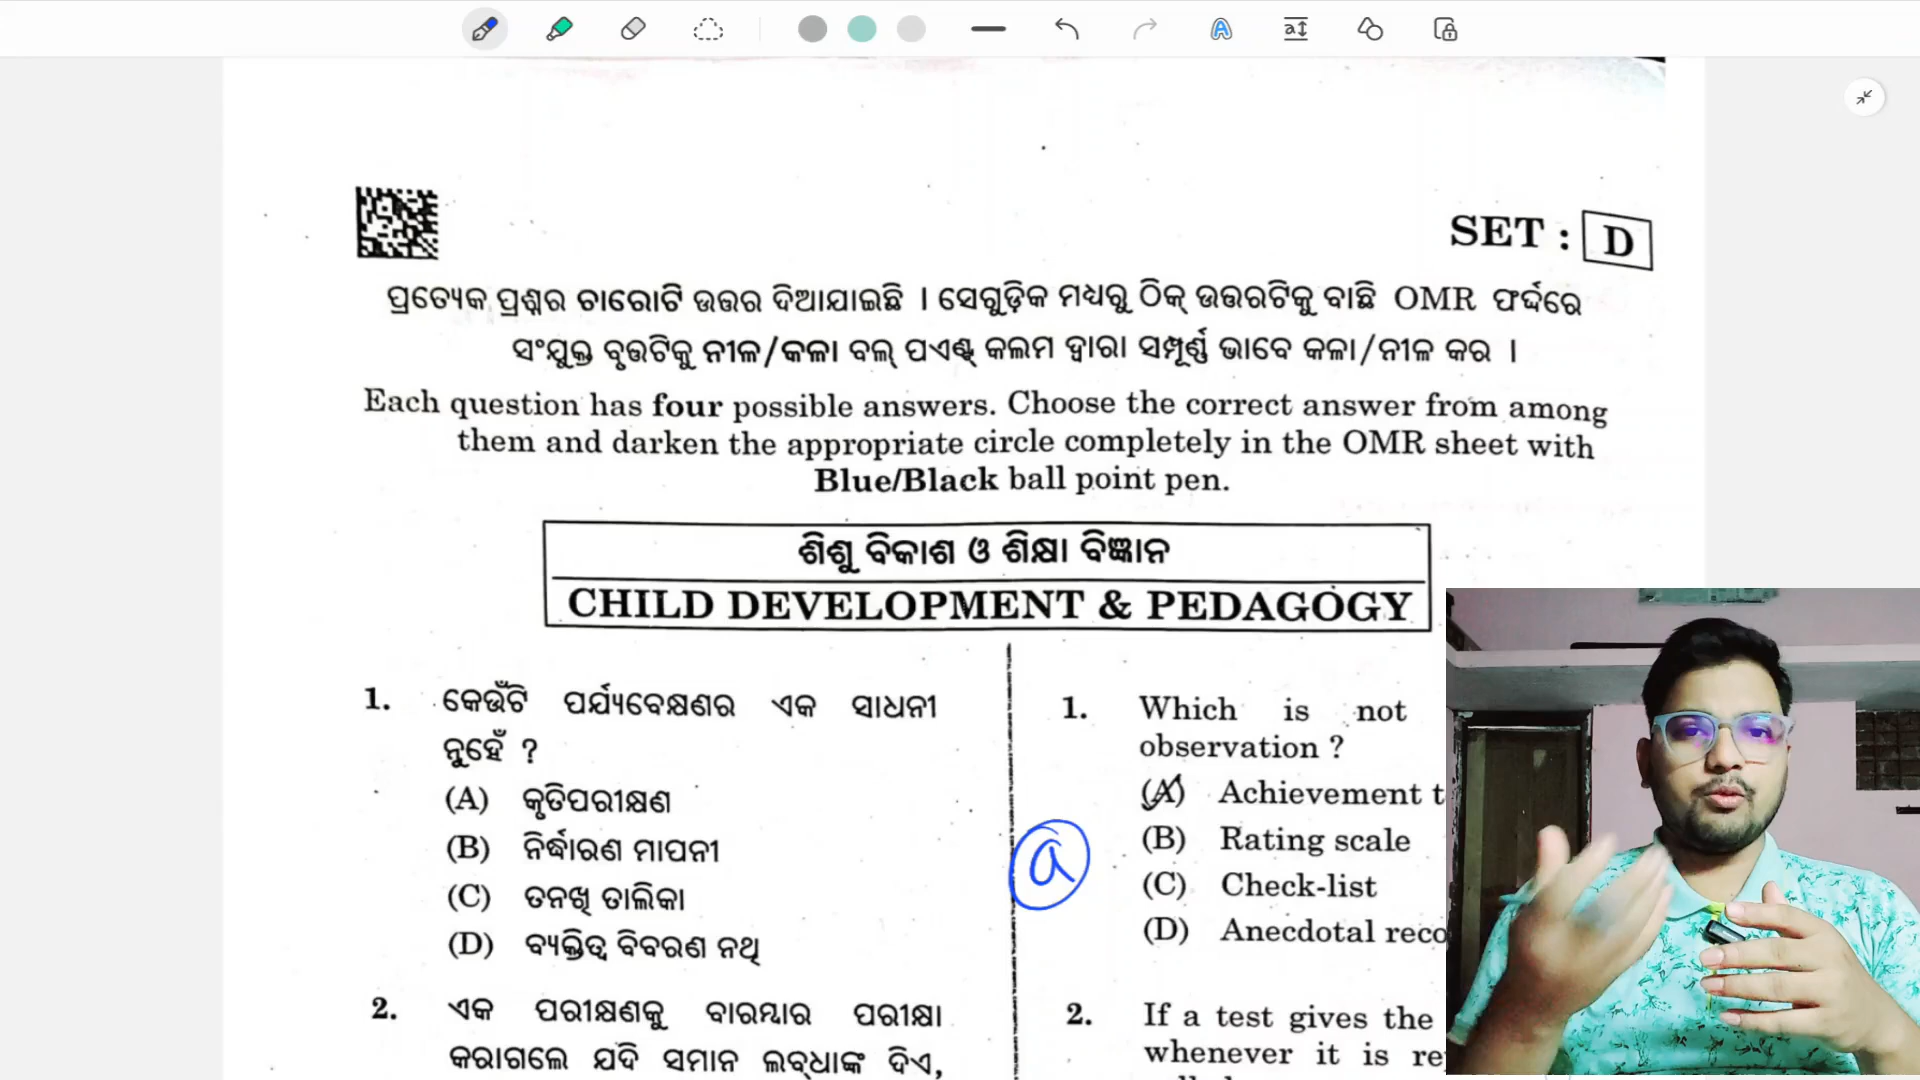 SET : D
ପ୍ରତ୍ୟେକ ପ୍ରଶ୍ନର ଚାରୋଟି ଉତ୍ତର ଦିଆଯାଇଛି । ସେଗୁଡ଼ିକ ମଧ୍ୟରୁ ଠିକ୍ ଉତ୍ତରଟିକୁ ବାଛି OMR ଫର୍ଦ୍ଦରେ
ସଂଯୁକ୍ତ ବୃତ୍ତଟିକୁ ନୀଳ/କଳା ବଲ୍ ପଏଣ୍ଟ୍ କଲମ ଦ୍ୱାରା ସମ୍ପୂର୍ଣ୍ଣ ଭାବେ କଳା/ନୀଳ କର ।
Each question has four possible answers. Choose the correct answer from among
them and darken the appropriate circle completely in the OMR sheet with
Blue/Black ball point pen.
ଶିଶୁ ବିକାଶ ଓ ଶିକ୍ଷା ବିଜ୍ଞାନ
CHILD DEVELOPMENT & PEDAGOGY
1. କେଉଁଟି ପର୍ଯ୍ୟବେକ୍ଷଣର ଏକ ସାଧନୀ
ନୁହେଁ ?
(A) କୃତିପରୀକ୍ଷଣ
(B) ନିର୍ଦ୍ଧାରଣ ମାପନୀ
(C) ତନଖି ତାଲିକା
(D) ବ୍ୟକ୍ତିତ୍ୱ ବିବରଣ ନଥି
2. ଏକ ପରୀକ୍ଷଣକୁ ବାରମ୍ବାର ପରୀକ୍ଷା
କରାଗଲେ ଯଦି ସମାନ ଲବ୍ଧାଙ୍କ ଦିଏ,
1. Which is not
observation ?
(A) Achievement t
(B) Rating scale
(C) Check-list
(D) Anecdotal reco
a
2. If a test gives the
whenever it is re